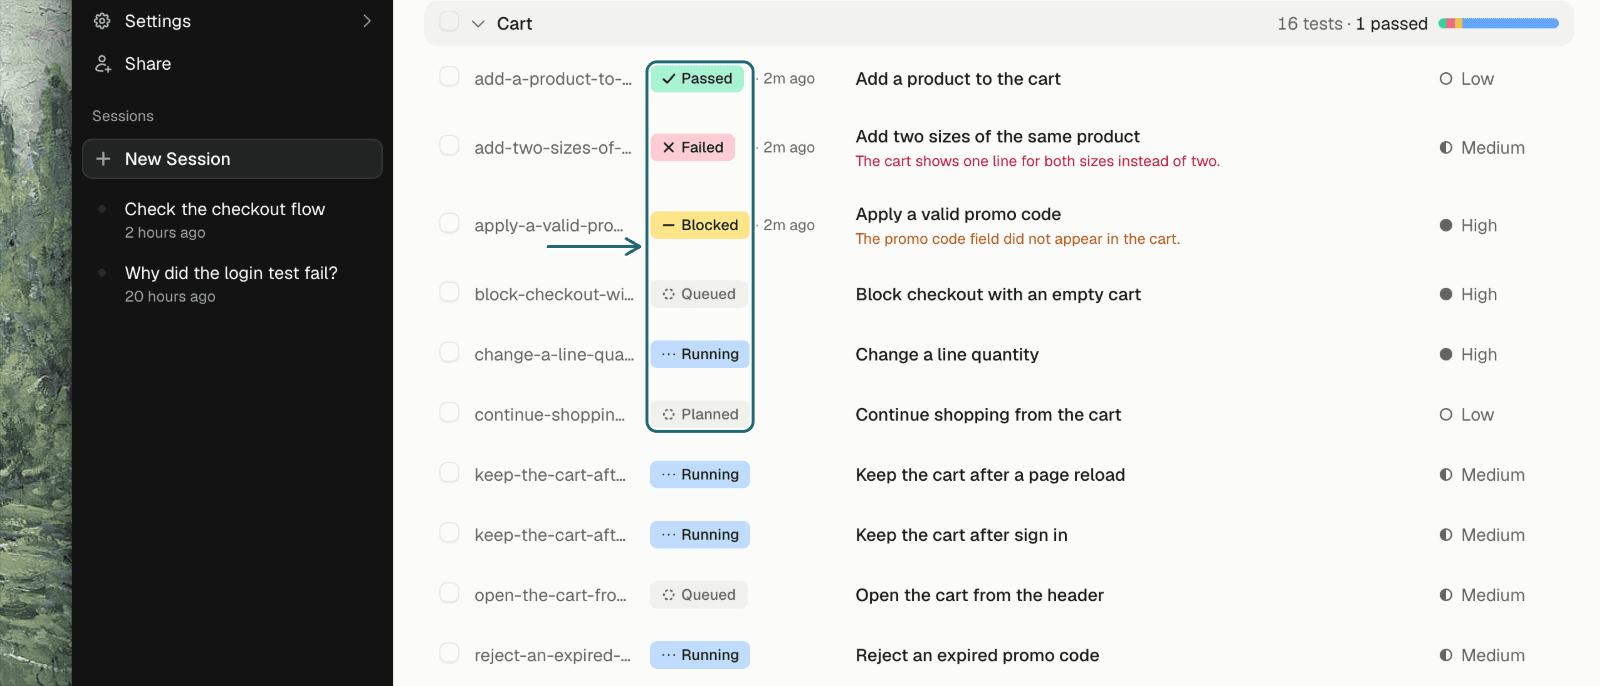 Settings
Share
Sessions
New Session
Check the checkout flow
2 hours ago
Why did the login test fail?
20 hours ago
Cart 16 tests · 1 passed
add-a-product-to-… Passed · 2m ago Add a product to the cart Low
add-two-sizes-of-… Failed · 2m ago Add two sizes of the same product Medium
The cart shows one line for both sizes instead of two.
apply-a-valid-pro… Blocked · 2m ago Apply a valid promo code High
The promo code field did not appear in the cart.
block-checkout-wi… Queued Block checkout with an empty cart High
change-a-line-qua… Running Change a line quantity High
continue-shoppin… Planned Continue shopping from the cart Low
keep-the-cart-aft… Running Keep the cart after a page reload Medium
keep-the-cart-aft… Running Keep the cart after sign in Medium
open-the-cart-fro… Queued Open the cart from the header Medium
reject-an-expired-… Running Reject an expired promo code Medium